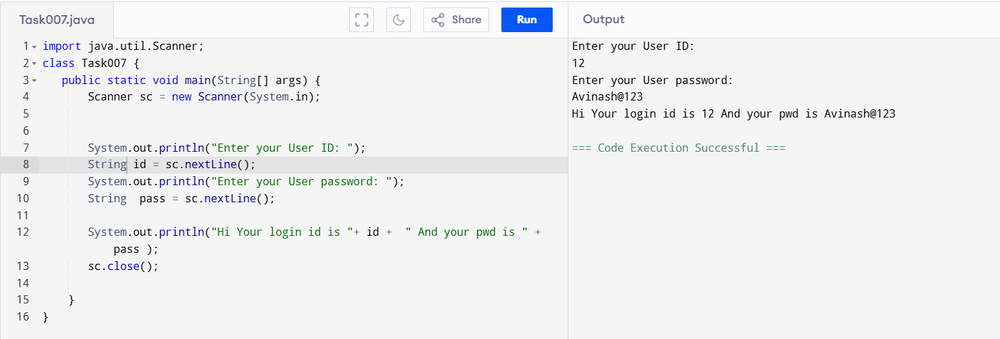 Task007.java
Share
Run
Output
1 import java.util.Scanner;
2 class Task007 {
3 public static void main(String[] args) {
4 Scanner sc = new Scanner(System.in);
5
6
7 System.out.println("Enter your User ID: ");
8 String id = sc.nextLine();
9 System.out.println("Enter your User password: ");
10 String  pass = sc.nextLine();
11
12 System.out.println("Hi Your login id is "+ id +  " And your pwd is " +
pass );
13 sc.close();
14
15 }
16 }
Enter your User ID:
12
Enter your User password:
Avinash@123
Hi Your login id is 12 And your pwd is Avinash@123
=== Code Execution Successful ===